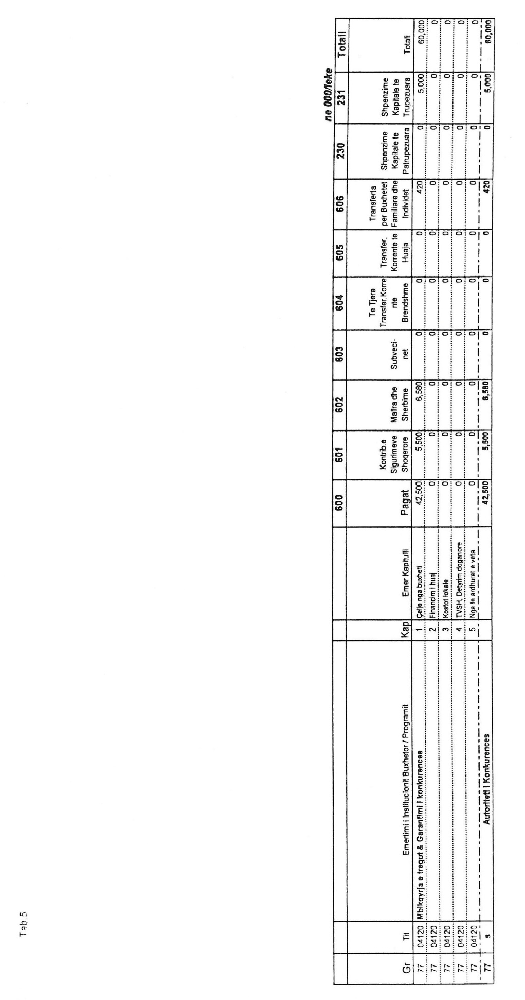 Tab.5
ne 000/leke
600 601 602 603 604 605 606 230 231 Totali
Gr Tit Emertimi i Institucionit Buxhetor / Programit Kap Emer Kapitulli Pagat Kontrib.e Sigurimeve Shoqerore Mallra dhe Sherbime Subveci-net Te Tjera Transfer.Korrente Brendshme Transfer. Korrente te Huaja Transferta per Buxhetet Familiare dhe Individet Shpenzime Kapitale te Patrupezuara Shpenzime Kapitale te Trupezuara Totali
77 04120 Mbikqyrja e tregut & Garantimi i konkurences 1 Çelje nga buxheti 42,500 5,500 6,580 0 0 0 420 0 5,000 60,000
77 04120 2 Financim i huaj 0 0 0 0 0 0 0 0 0 0
77 04120 3 Kostot lokale 0 0 0 0 0 0 0 0 0 0
77 04120 4 TVSH, Detyrim doganore 0 0 0 0 0 0 0 0 0 0
77 04120 5 Nga te ardhurat e veta 0 0 0 0 0 0 0 0 0 0
77 s Autoriteti i Konkurences 42,500 5,500 6,580 0 0 0 420 0 5,000 60,000